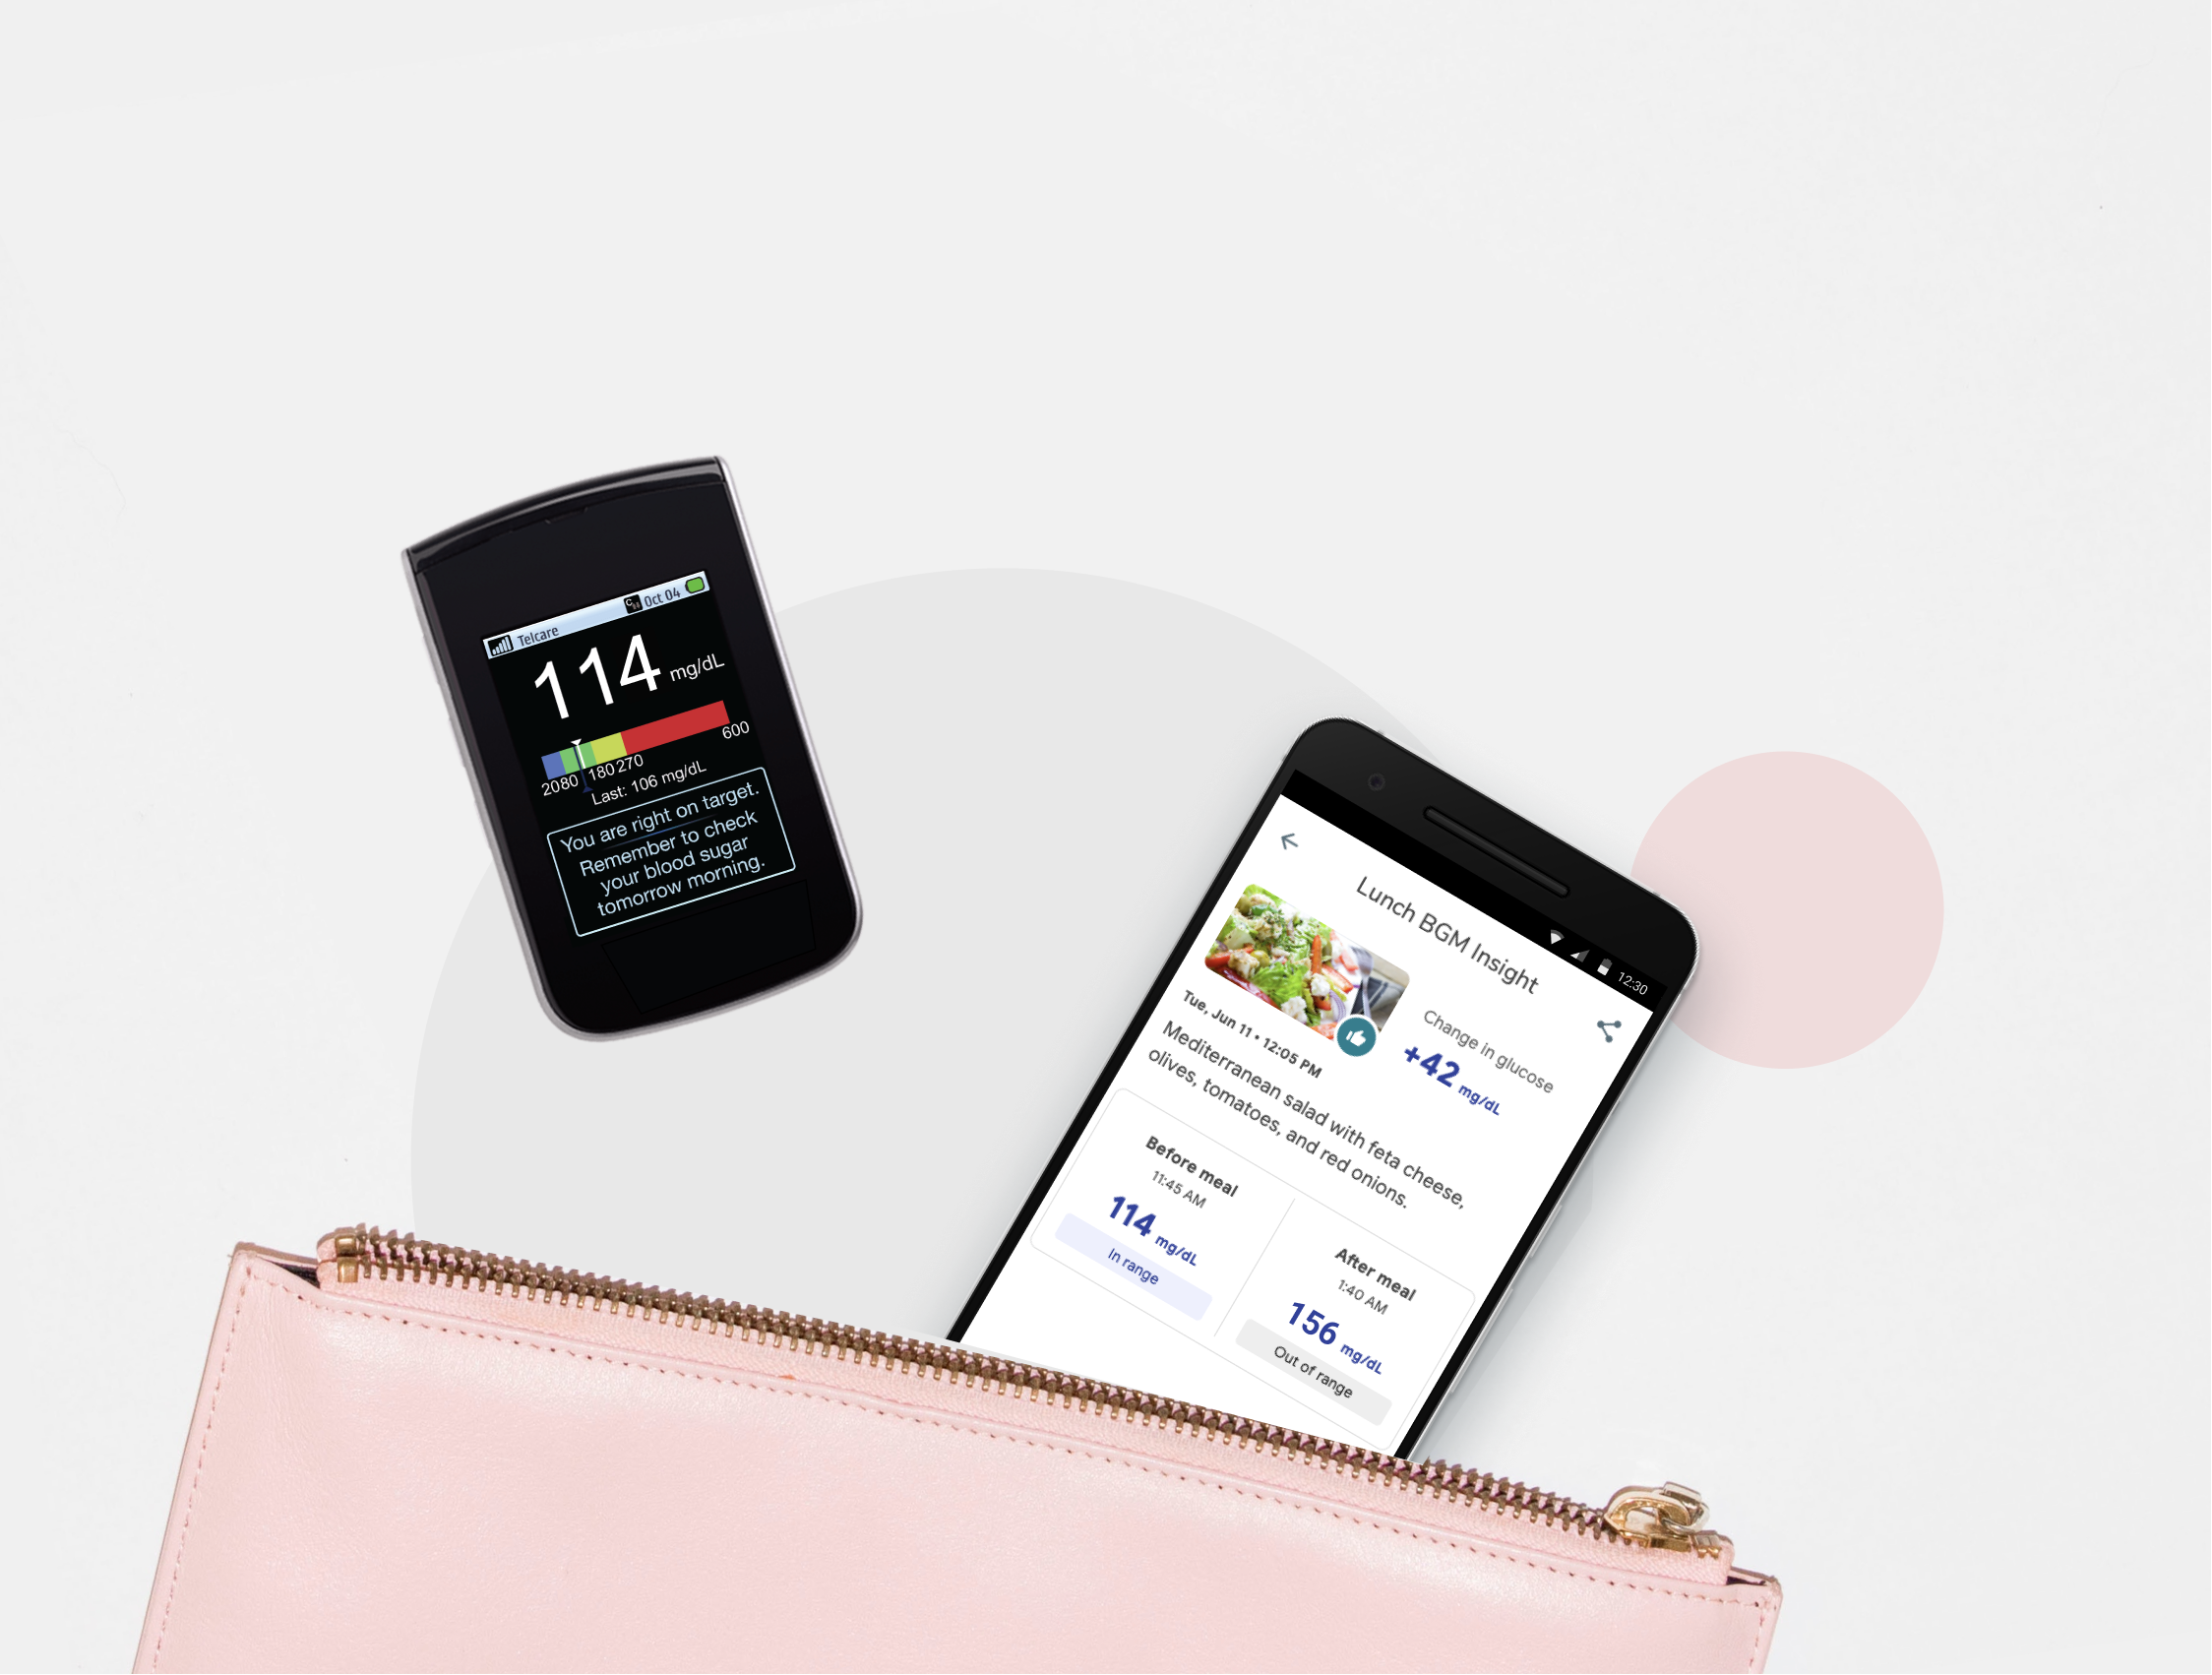 Telcare Oct 04
114 mg/dL
600
20 80 180 270
Last: 106 mg/dL
You are right on target.
Remember to check
your blood sugar
tomorrow morning.
12:30
Lunch BGM Insight
Tue, Jun 11 • 12:05 PM
Change in glucose
+42 mg/dL
Mediterranean salad with feta cheese,
olives, tomatoes, and red onions.
Before meal
11:45 AM
114 mg/dL
In range
After meal
1:40 AM
156 mg/dL
Out of range